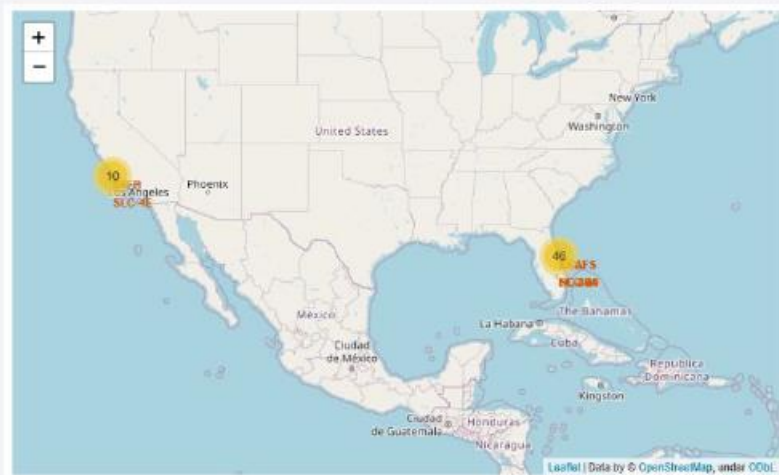 +
−
New York
Washington
United States
10
Los Angeles
Phoenix
SLC-4E
46
México
La Habana
The Bahamas
Cuba
Ciudad
de México
República
Dominicana
Kingston
Ciudad
de Guatemala
Honduras
Nicaragua
Leaflet | Data by © OpenStreetMap, under ODbL